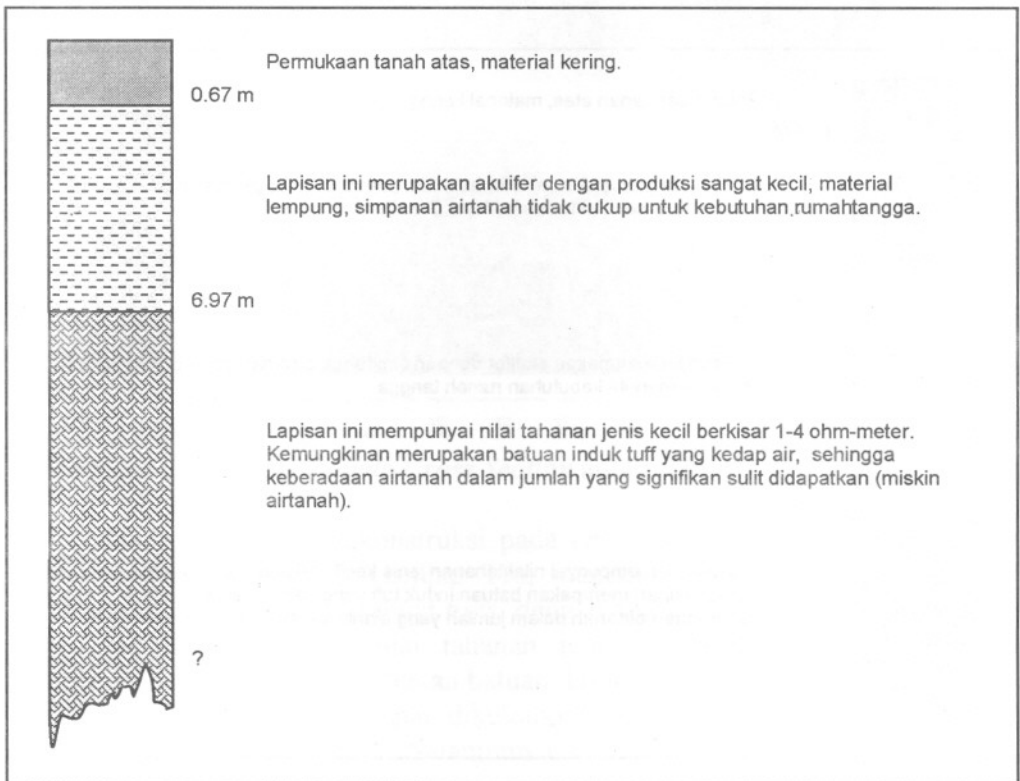 Permukaan tanah atas, material kering.
0.67 m
Lapisan ini merupakan akuifer dengan produksi sangat kecil, material
lempung, simpanan airtanah tidak cukup untuk kebutuhan rumahtangga.
6.97 m
Lapisan ini mempunyai nilai tahanan jenis kecil berkisar 1-4 ohm-meter.
Kemungkinan merupakan batuan induk tuff yang kedap air, sehingga
keberadaan airtanah dalam jumlah yang signifikan sulit didapatkan (miskin
airtanah).
?